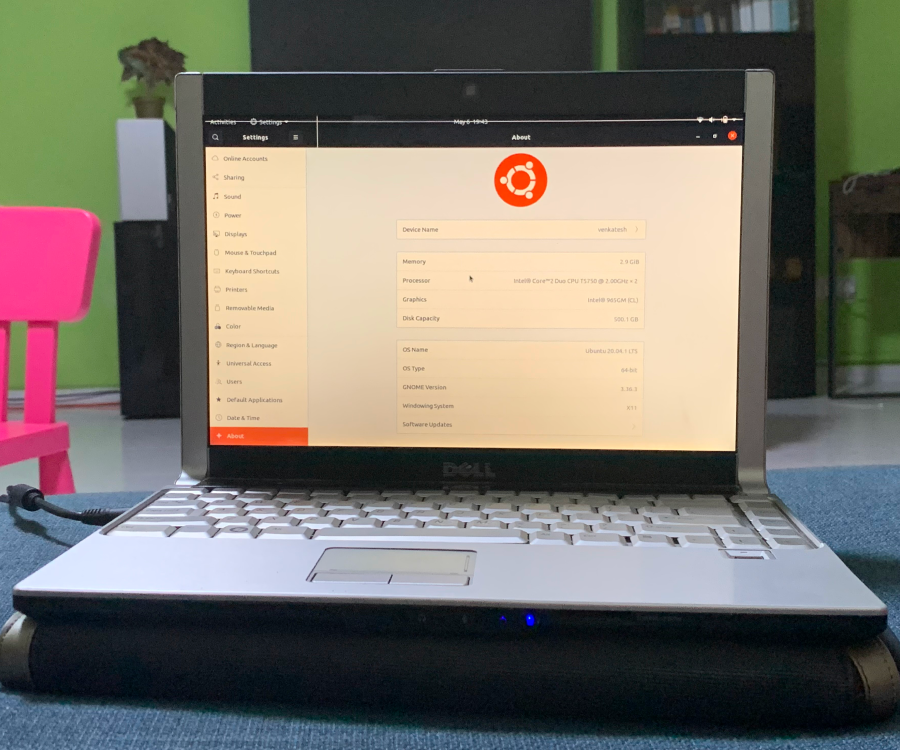 Activities Settings May 6 19:43
Settings About
Online Accounts
Sharing
Sound
Power
Displays
Mouse & Touchpad
Keyboard Shortcuts
Printers
Removable Media
Color
Region & Language
Universal Access
Users
Default Applications
Date & Time
About
Device Name venkatesh
Memory 2.9 GiB
Processor Intel® Core™2 Duo CPU T5750 @ 2.00GHz × 2
Graphics Intel® 965GM (CL)
Disk Capacity 500.1 GB
OS Name Ubuntu 20.04.1 LTS
OS Type 64-bit
GNOME Version 3.36.3
Windowing System X11
Software Updates
DELL